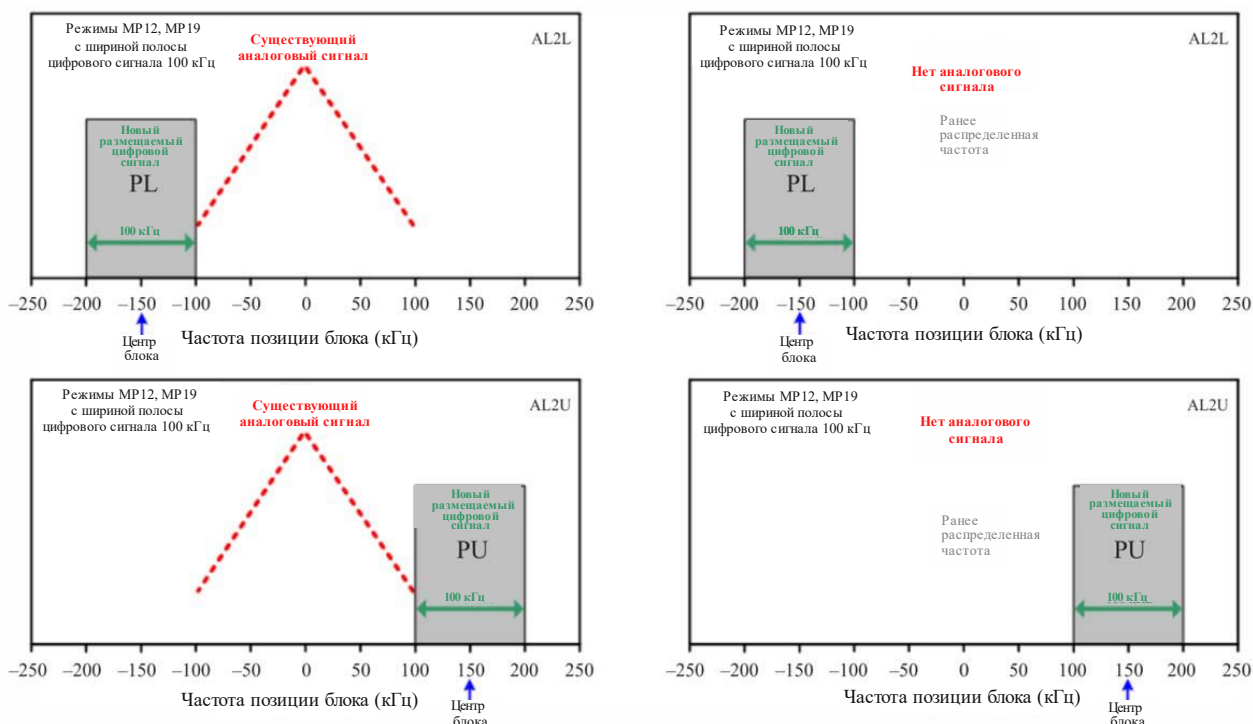 Режимы MP12, MP19
с шириной полосы
цифрового сигнала 100 кГц
Существующий
аналоговый сигнал
AL2L
Новый
размещаемый
цифровой
сигнал
PL
100 кГц
–250 –200 –150 –100 –50 0 50 100 150 200 250
Частота позиции блока (кГц)
Центр
блока
Режимы MP12, MP19
с шириной полосы
цифрового сигнала 100 кГц
Нет аналогового
сигнала
AL2L
Ранее
распределенная
частота
Новый
размещаемый
цифровой
сигнал
PL
100 кГц
–250 –200 –150 –100 –50 0 50 100 150 200 250
Частота позиции блока (кГц)
Центр
блока
Режимы MP12, MP19
с шириной полосы
цифрового сигнала 100 кГц
Существующий
аналоговый сигнал
AL2U
Новый
размещаемый
цифровой
сигнал
PU
100 кГц
–250 –200 –150 –100 –50 0 50 100 150 200 250
Частота позиции блока (кГц)
Центр
блока
Режимы MP12, MP19
с шириной полосы
цифрового сигнала 100 кГц
Нет аналогового
сигнала
AL2U
Ранее
распределенная
частота
Новый
размещаемый
цифровой
сигнал
PU
100 кГц
–250 –200 –150 –100 –50 0 50 100 150 200 250
Частота позиции блока (кГц)
Центр
блока